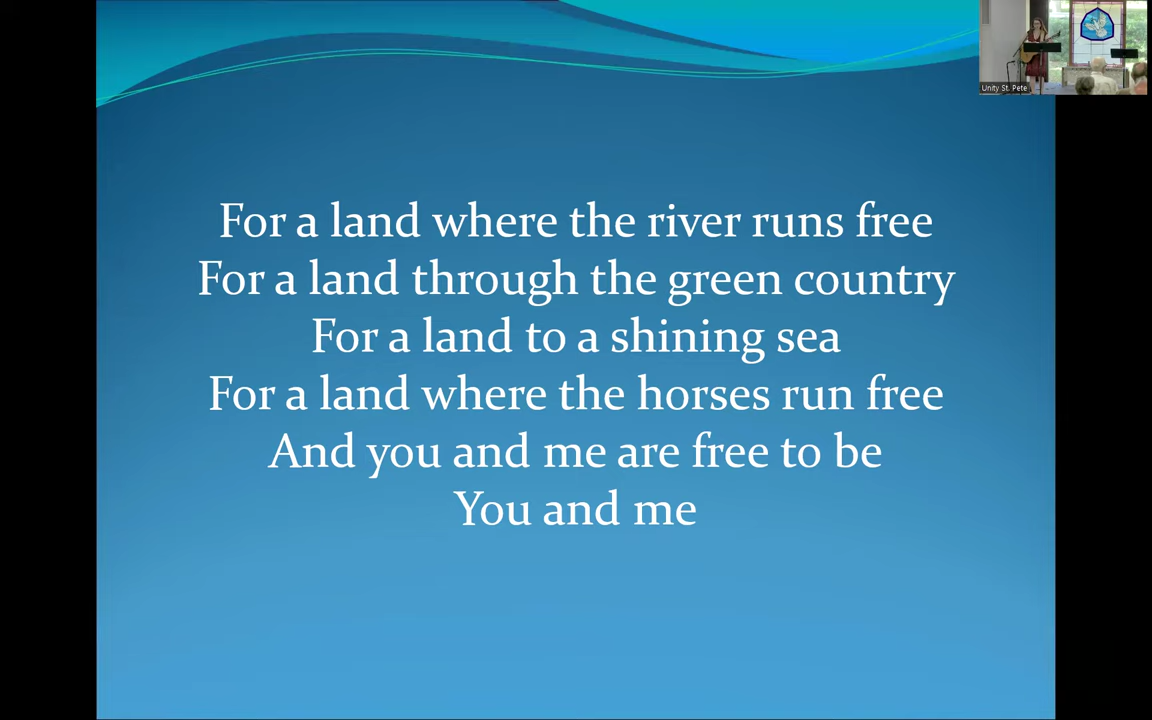 Unity St. Pete
For a land where the river runs free
For a land through the green country
For a land to a shining sea
For a land where the horses run free
And you and me are free to be
You and me